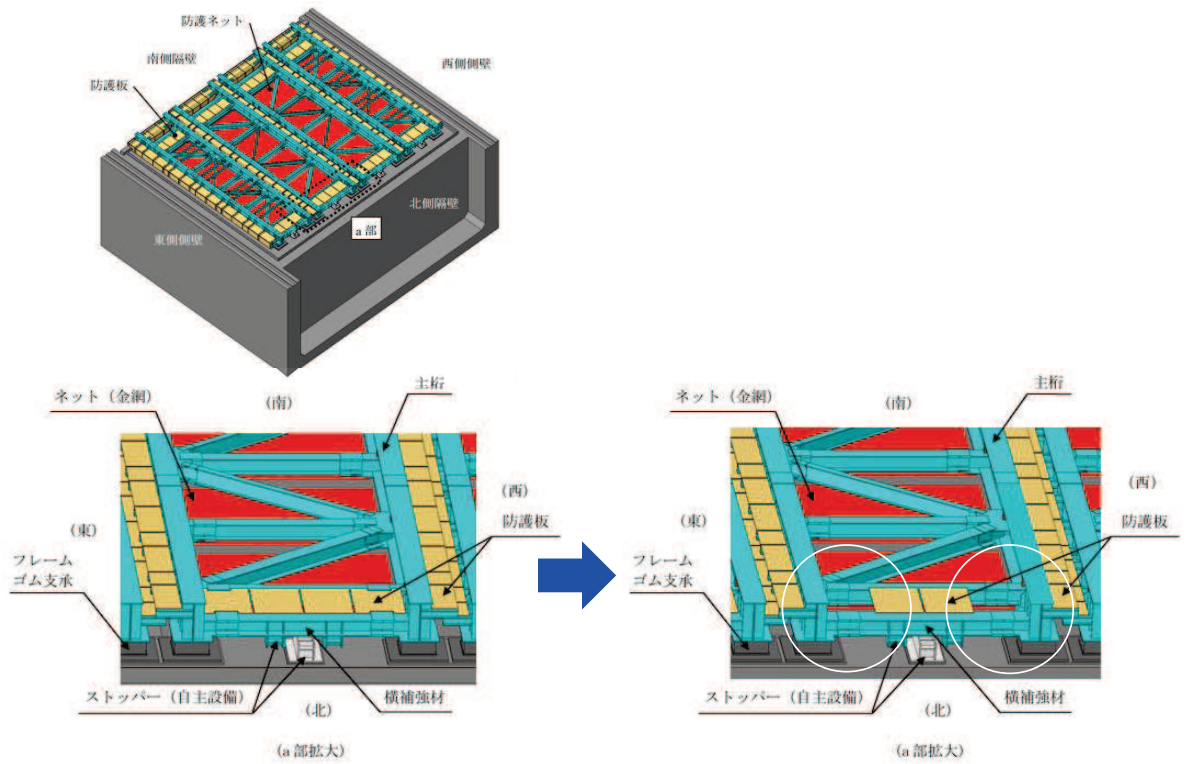 防護ネット
南側隔壁
西側側壁
防護板
北側隔壁
a部
東側側壁
主桁
ネット（金網）
（南）
（西）
（東）
防護板
フレーム
ゴム支承
ストッパー（自主設備）
横補強材
（北）
（a部拡大）
主桁
ネット（金網）
（南）
（西）
（東）
防護板
フレーム
ゴム支承
ストッパー（自主設備）
横補強材
（北）
（a部拡大）